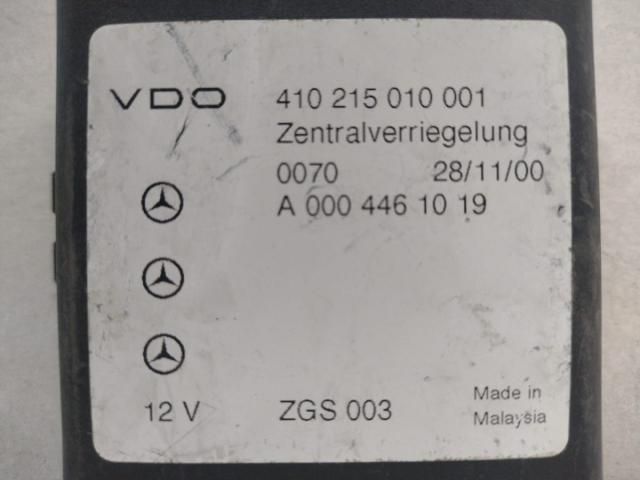 VDO 410 215 010 001
Zentralverriegelung
0070 28/11/00
A 000 446 10 19
12 V ZGS 003 Made in
Malaysia